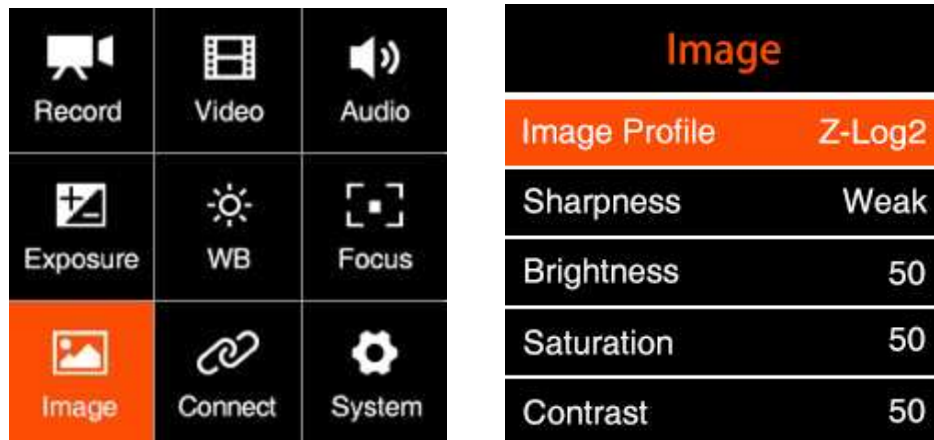 Record Video Audio
Exposure WB Focus
Image Connect System
Image
Image Profile Z-Log2
Sharpness Weak
Brightness 50
Saturation 50
Contrast 50